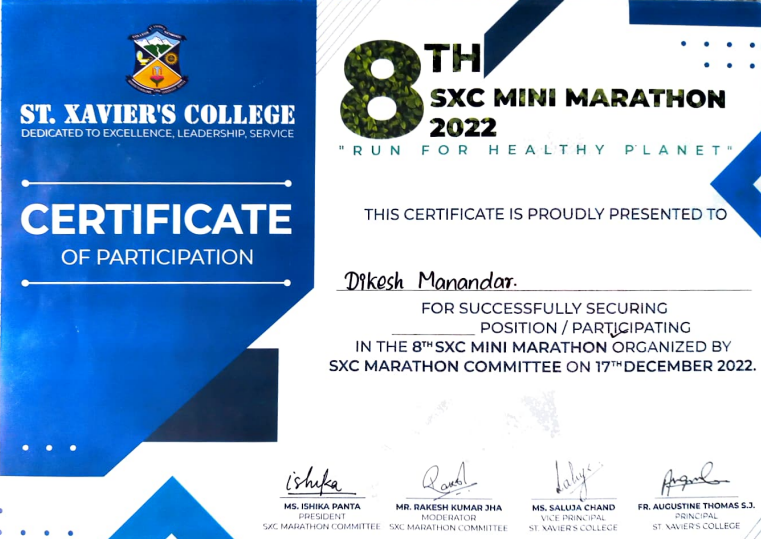 ST. XAVIER'S COLLEGE
DEDICATED TO EXCELLENCE, LEADERSHIP, SERVICE
CERTIFICATE
OF PARTICIPATION
8TH
SXC MINI MARATHON
2022
"RUN FOR HEALTHY PLANET"
THIS CERTIFICATE IS PROUDLY PRESENTED TO
Dikesh Manandar.
FOR SUCCESSFULLY SECURING
__________ POSITION / PARTICIPATING
IN THE 8TH SXC MINI MARATHON ORGANIZED BY
SXC MARATHON COMMITTEE ON 17TH DECEMBER 2022.
ishika
MS. ISHIKA PANTA
PRESIDENT
SXC MARATHON COMMITTEE
MR. RAKESH KUMAR JHA
MODERATOR
SXC MARATHON COMMITTEE
MS. SALUJA CHAND
VICE PRINCIPAL
ST. XAVIER'S COLLEGE
FR. AUGUSTINE THOMAS S.J.
PRINCIPAL
ST. XAVIER'S COLLEGE